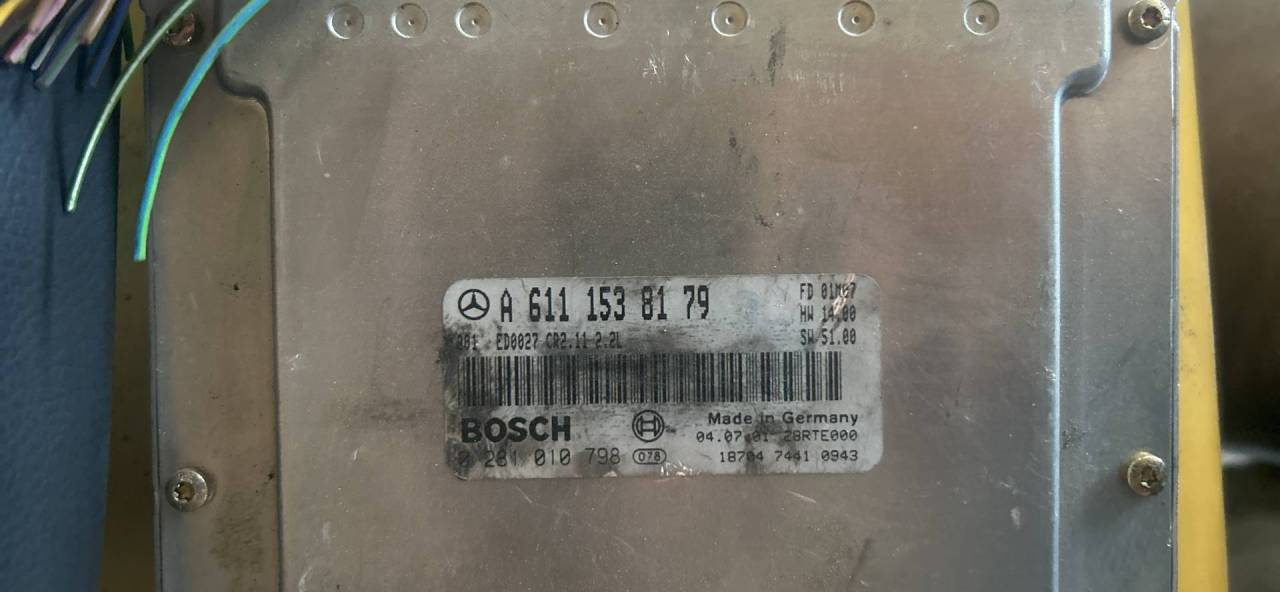 A 611 153 81 79
FD 01M07
HW 14.00
ED0027 CR2.11 2.2L
SW 51.00
BOSCH
Made in Germany
04.07.01 28RTE000
0 281 010 798 078
18704 7441 0943